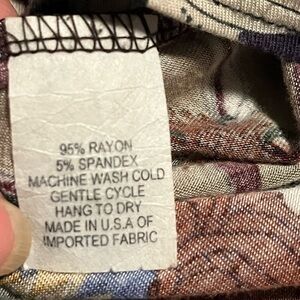 95% RAYON
5% SPANDEX
MACHINE WASH COLD
GENTLE CYCLE
HANG TO DRY
MADE IN U.S.A OF
IMPORTED FABRIC